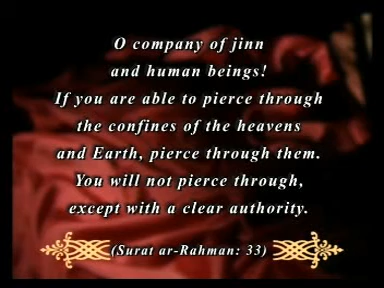 O company of jinn
and human beings!
If you are able to pierce through
the confines of the heavens
and Earth, pierce through them.
You will not pierce through,
except with a clear authority.
(Surat ar-Rahman: 33)